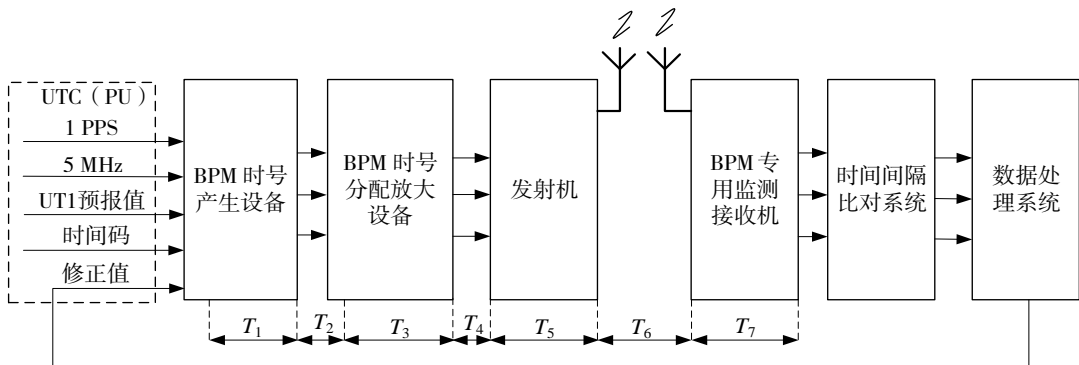 UTC（PU）
1 PPS
5 MHz
UT1预报值
时间码
修正值
BPM 时号
产生设备
BPM 时号
分配放大
设备
发射机
BPM 专
用监测
接收机
时间间隔
比对系统
数据处
理系统
T1
T2
T3
T4
T5
T6
T7